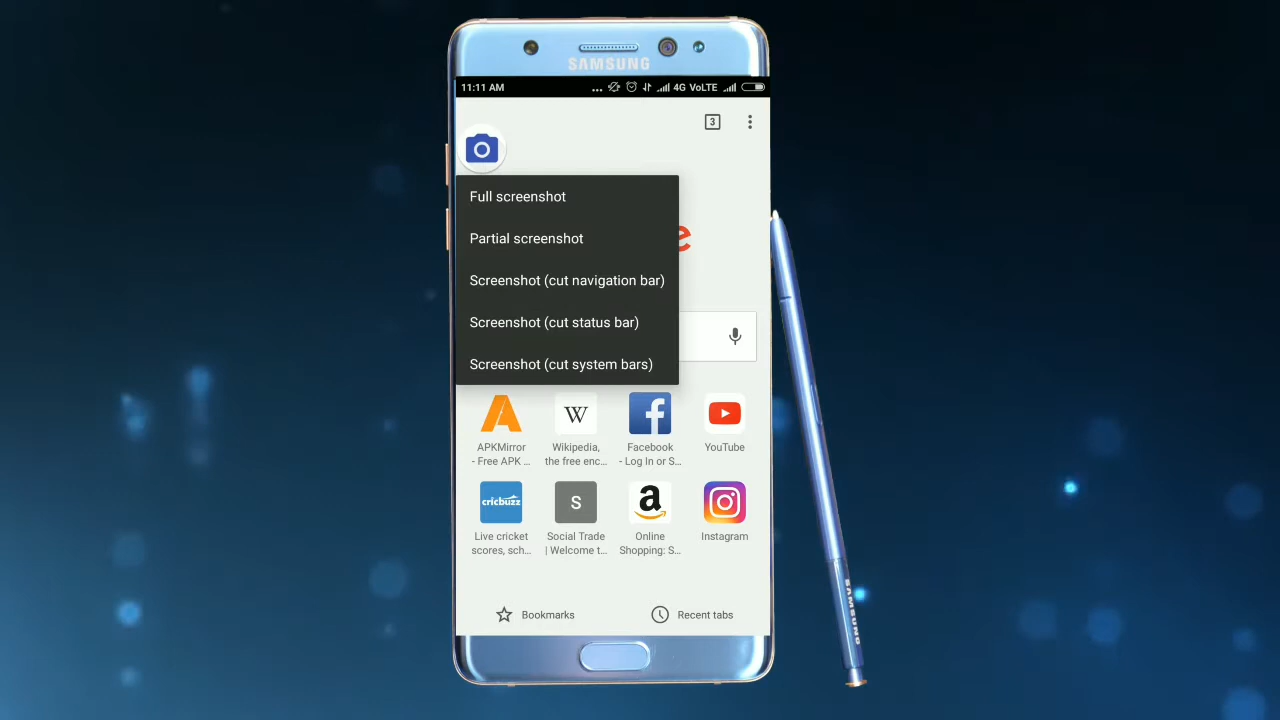 SAMSUNG
11:11 AM
4G VoLTE
3
Full screenshot
Partial screenshot
Screenshot (cut navigation bar)
Screenshot (cut status bar)
Screenshot (cut system bars)
e
APKMirror
- Free APK ...
W
Wikipedia,
the free enc...
Facebook
- Log In or S...
YouTube
cricbuzz
Live cricket
scores, sch...
S
Social Trade
| Welcome t...
a
Online
Shopping: S...
Instagram
Bookmarks
Recent tabs
SAMSUNG